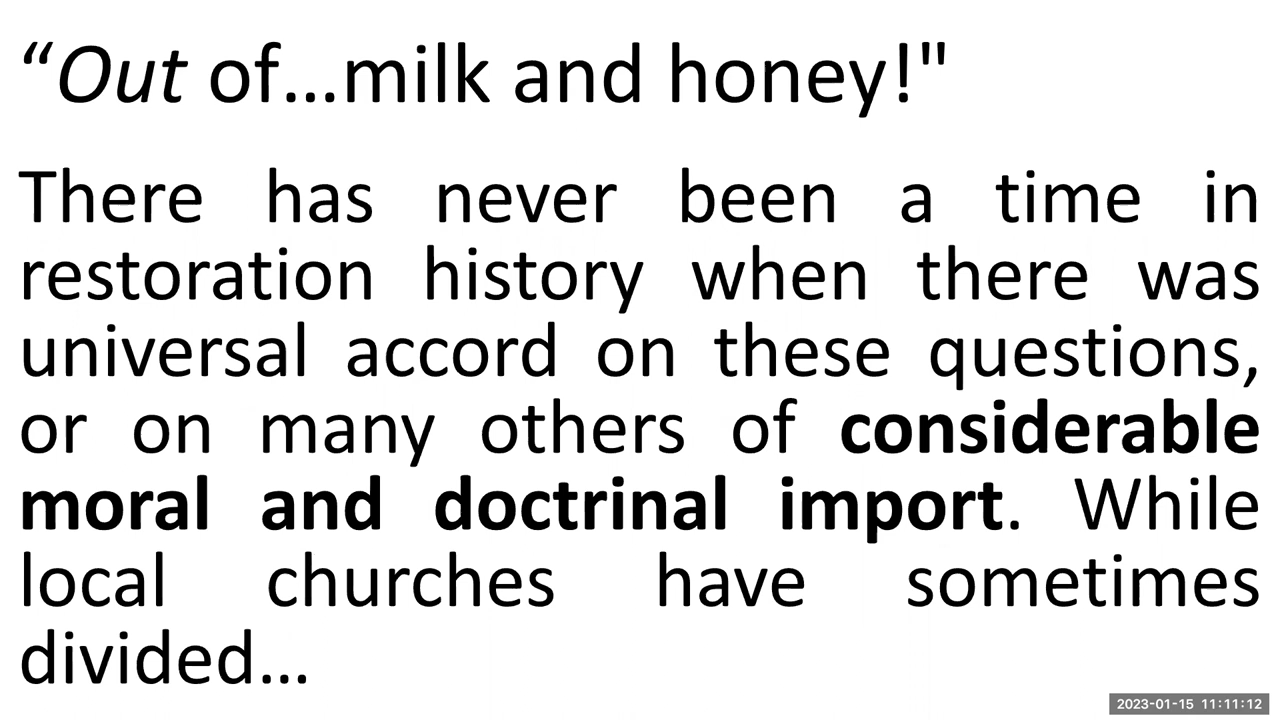 “Out of...milk and honey!"
There has never been a time in
restoration history when there was
universal accord on these questions,
or on many others of considerable
moral and doctrinal import. While
local churches have sometimes
divided...
2023-01-15 11:11:12